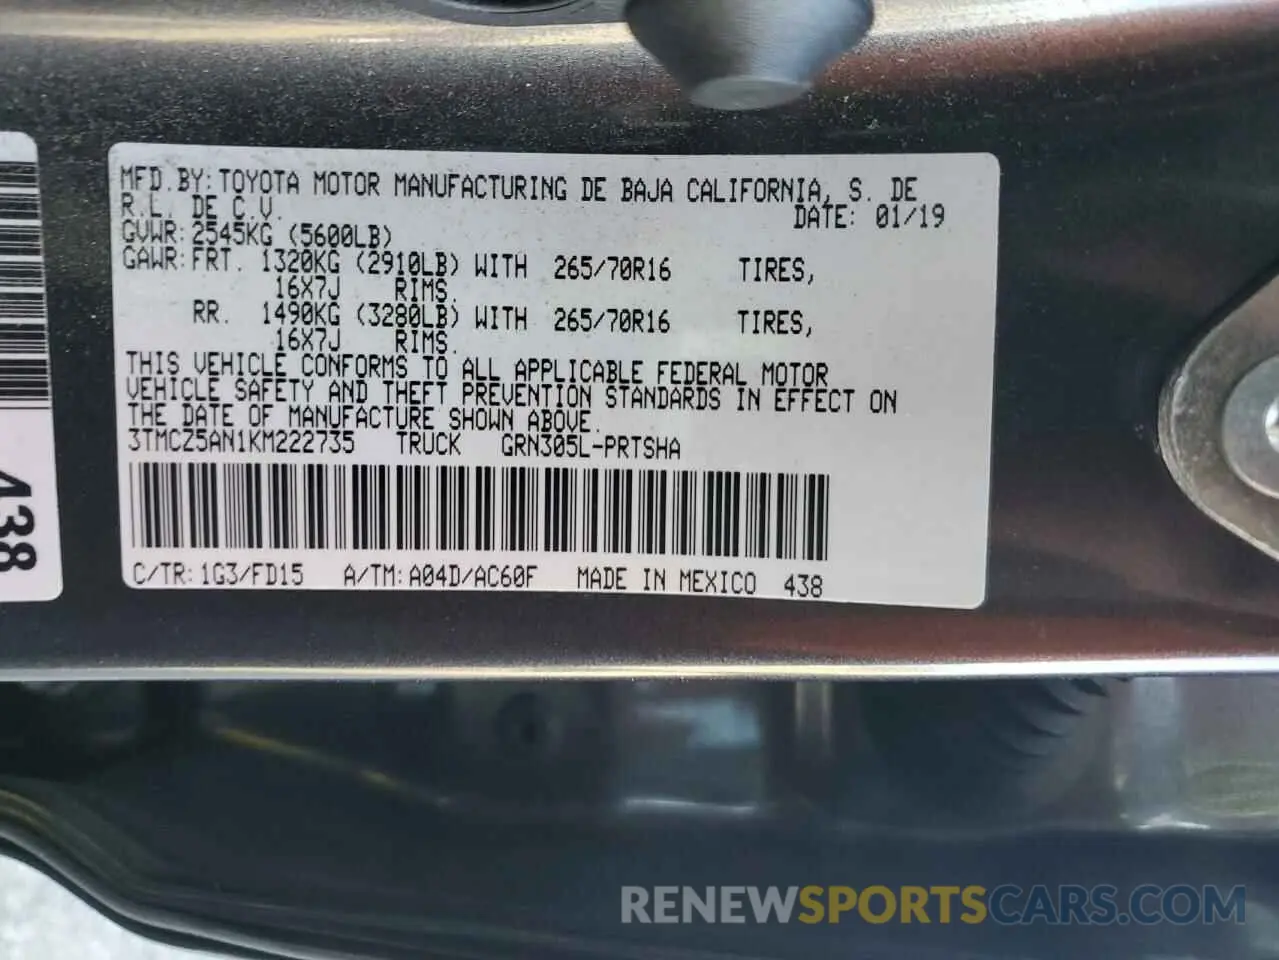 MFD.BY: TOYOTA MOTOR MANUFACTURING DE BAJA CALIFORNIA, S. DE
R.L. DE C.V. DATE: 01/19
GVWR: 2545KG (5600LB)
GAWR: FRT. 1320KG (2910LB) WITH 265/70R16 TIRES,
16X7J RIMS.
RR. 1490KG (3280LB) WITH 265/70R16 TIRES,
16X7J RIMS.
THIS VEHICLE CONFORMS TO ALL APPLICABLE FEDERAL MOTOR
VEHICLE SAFETY AND THEFT PREVENTION STANDARDS IN EFFECT ON
THE DATE OF MANUFACTURE SHOWN ABOVE.
3TMCZ5AN1KM222735 TRUCK GRN305L-PRTSHA
C/TR: 1G3/FD15 A/TM: A04D/AC60F MADE IN MEXICO 438
438
RENEWSPORTSCARS.COM